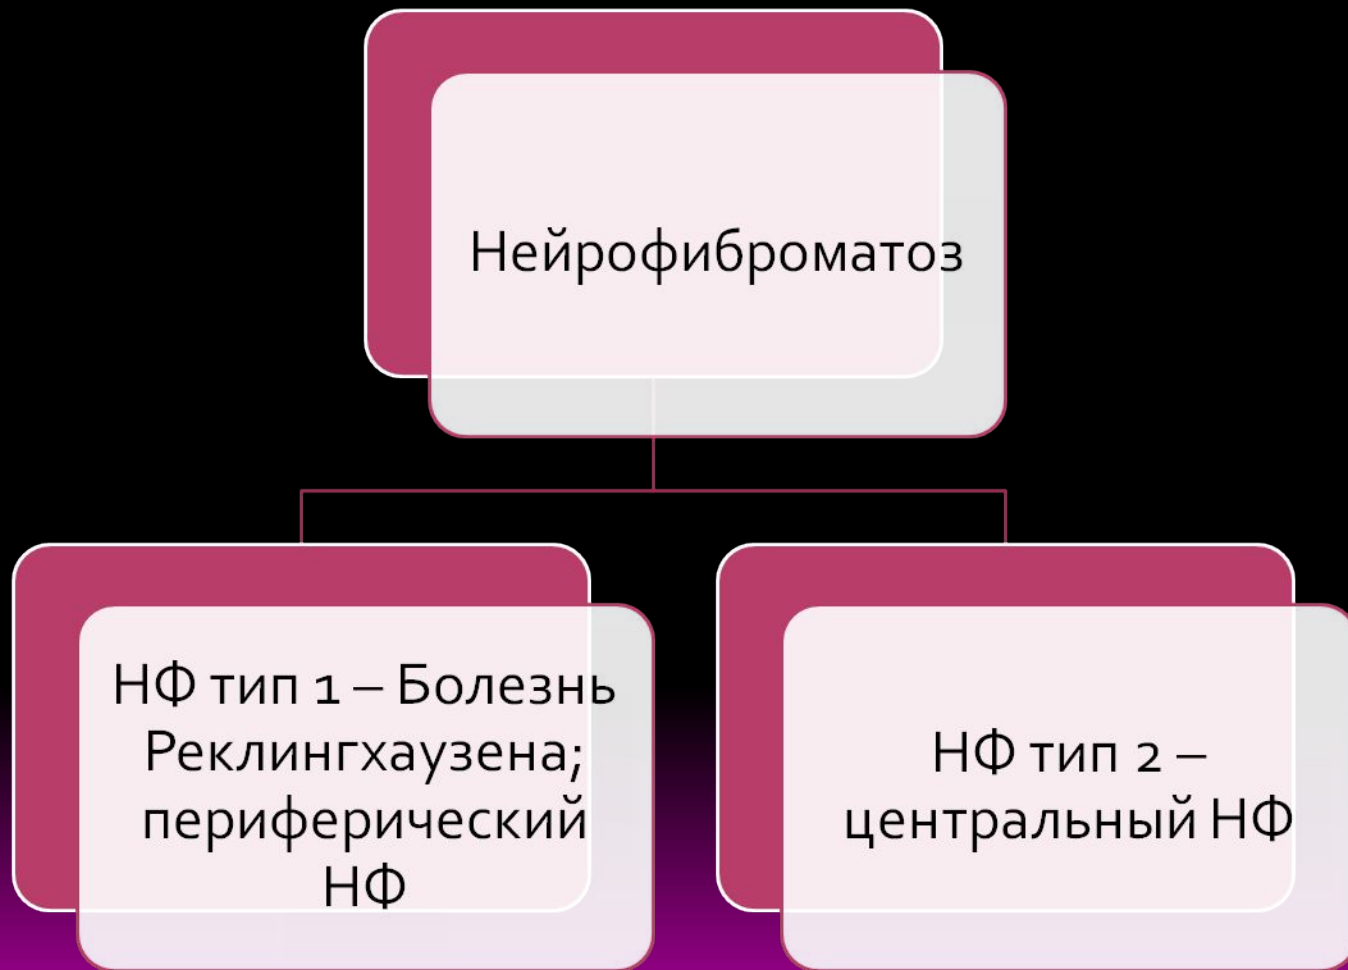 Нейрофиброматоз
НФ тип 1 – Болезнь
Реклингхаузена;
периферический
НФ
НФ тип 2 –
центральный НФ